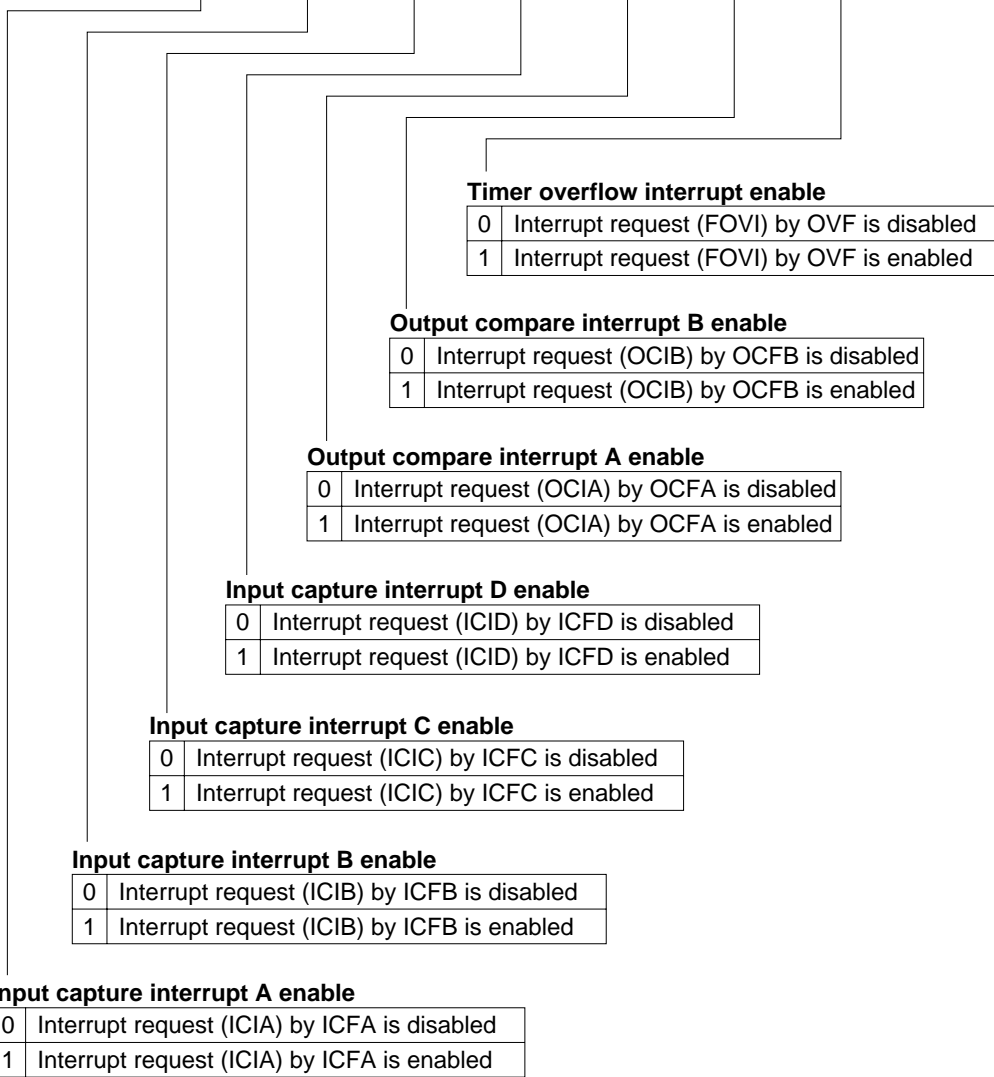 Timer overflow interrupt enable
0 Interrupt request (FOVI) by OVF is disabled
1 Interrupt request (FOVI) by OVF is enabled
Output compare interrupt B enable
0 Interrupt request (OCIB) by OCFB is disabled
1 Interrupt request (OCIB) by OCFB is enabled
Output compare interrupt A enable
0 Interrupt request (OCIA) by OCFA is disabled
1 Interrupt request (OCIA) by OCFA is enabled
Input capture interrupt D enable
0 Interrupt request (ICID) by ICFD is disabled
1 Interrupt request (ICID) by ICFD is enabled
Input capture interrupt C enable
0 Interrupt request (ICIC) by ICFC is disabled
1 Interrupt request (ICIC) by ICFC is enabled
Input capture interrupt B enable
0 Interrupt request (ICIB) by ICFB is disabled
1 Interrupt request (ICIB) by ICFB is enabled
nput capture interrupt A enable
0 Interrupt request (ICIA) by ICFA is disabled
1 Interrupt request (ICIA) by ICFA is enabled